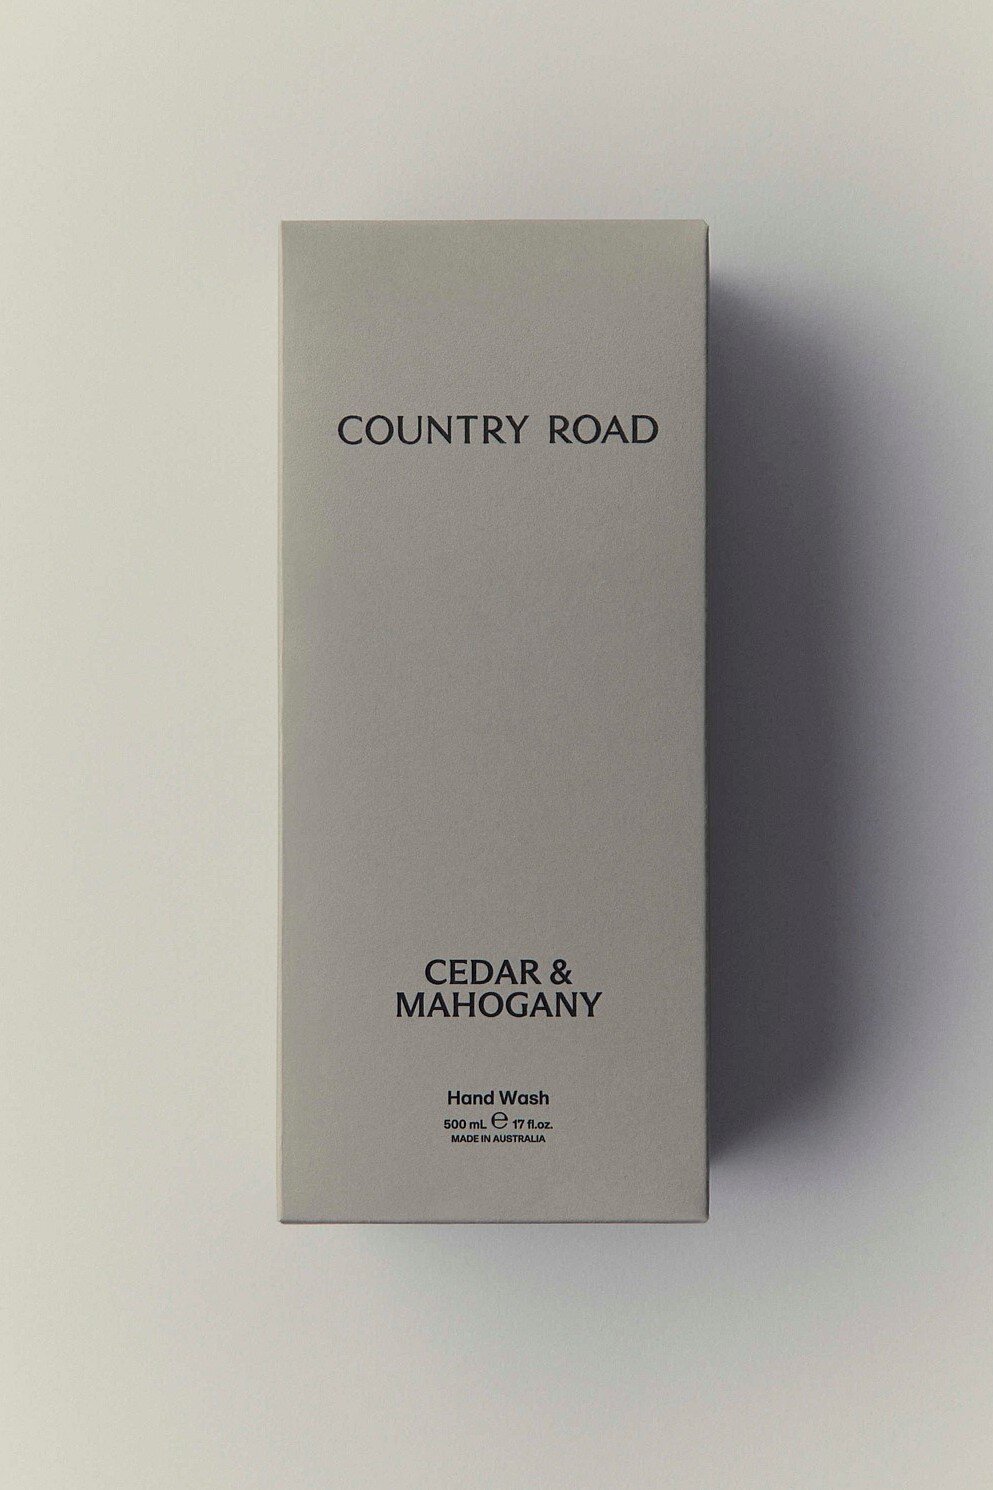 COUNTRY ROAD
CEDAR &
MAHOGANY
Hand Wash
500 mL ℮ 17 fl.oz.
MADE IN AUSTRALIA